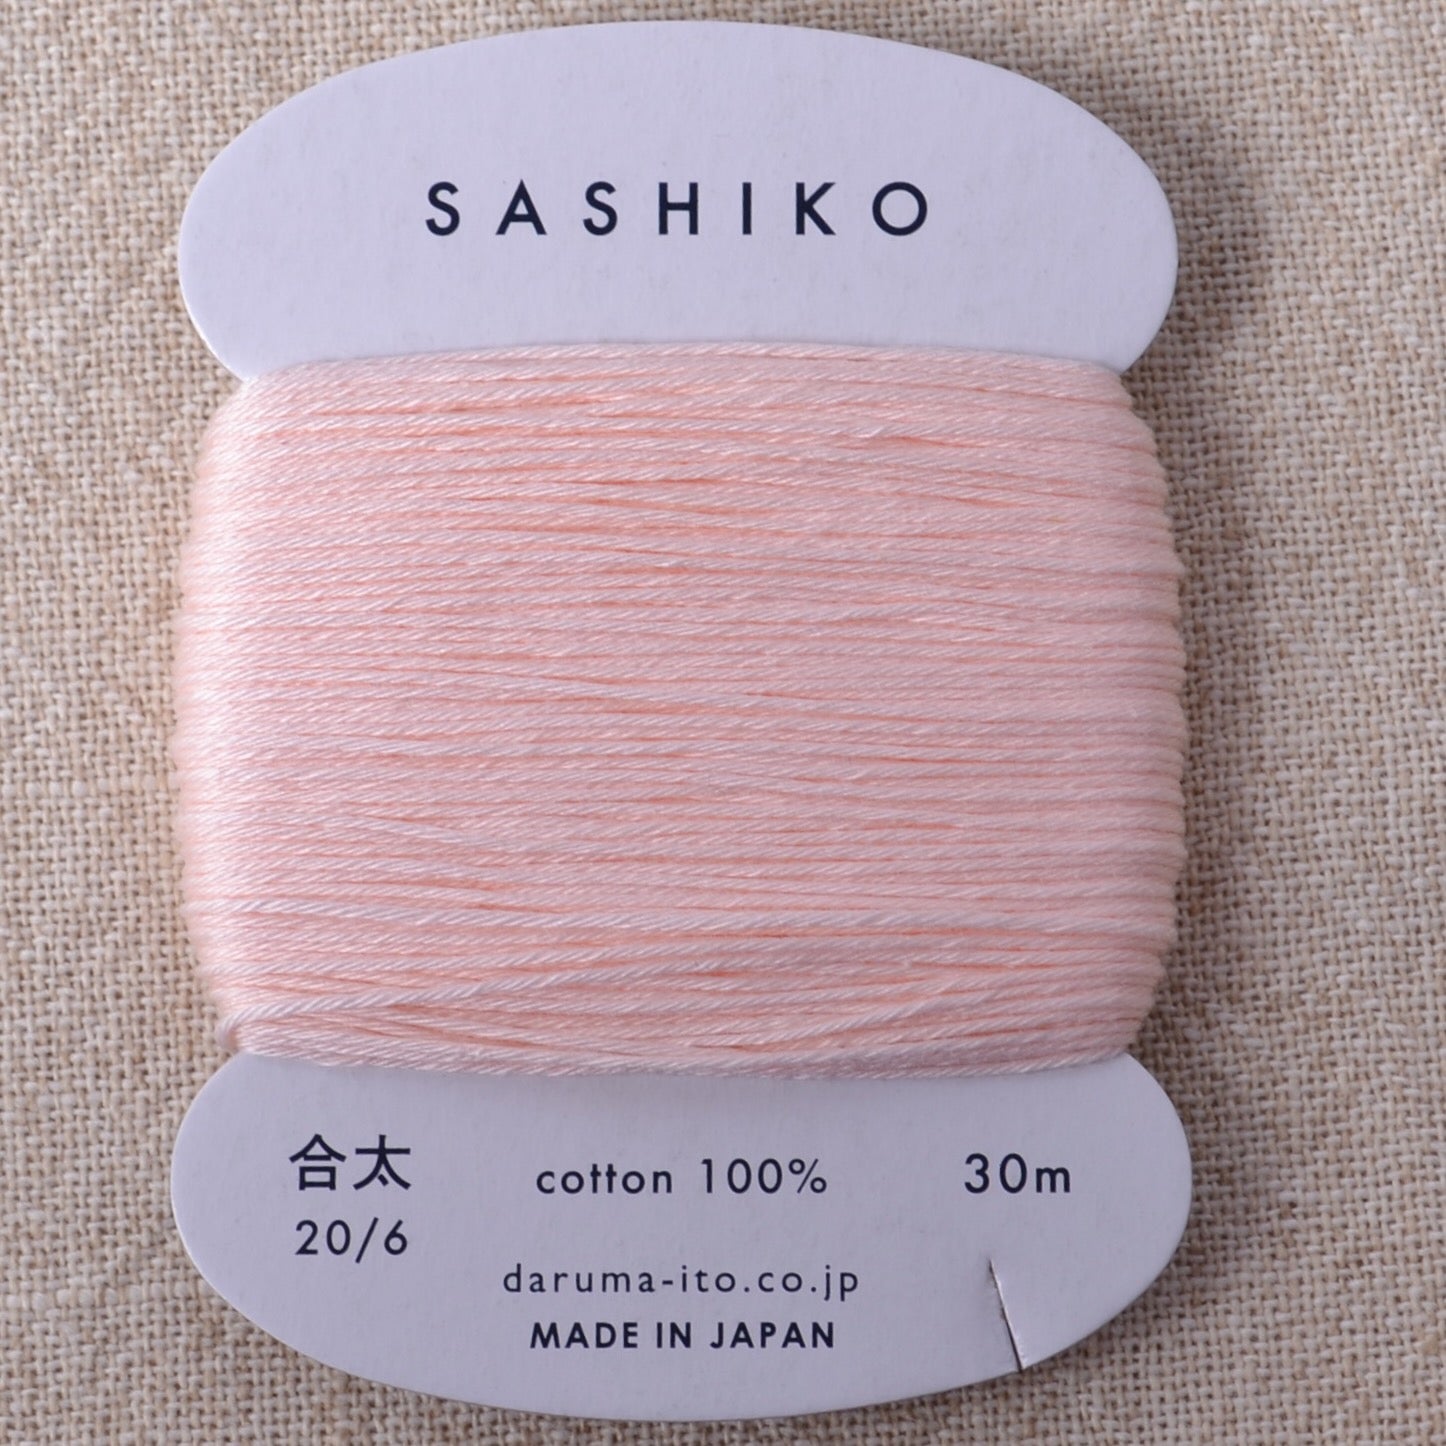 SASHIKO
合太 cotton 100% 30m
20/6
daruma-ito.co.jp
MADE IN JAPAN